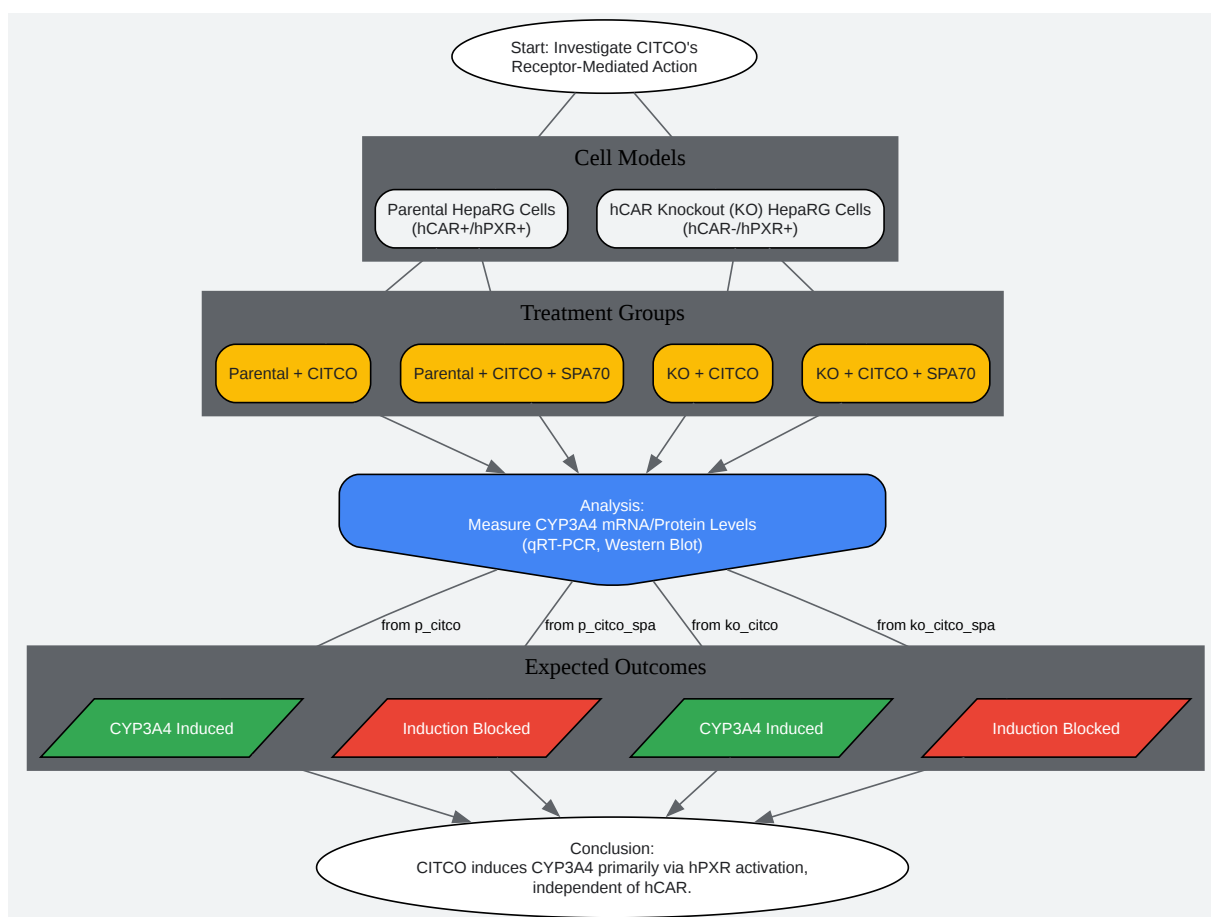 Start: Investigate CITCO's
Receptor-Mediated Action
Cell Models
Parental HepaRG Cells
(hCAR+/hPXR+)
hCAR Knockout (KO) HepaRG Cells
(hCAR-/hPXR+)
Treatment Groups
Parental + CITCO
Parental + CITCO + SPA70
KO + CITCO
KO + CITCO + SPA70
Analysis:
Measure CYP3A4 mRNA/Protein Levels
(qRT-PCR, Western Blot)
from p_citco
from p_citco_spa
from ko_citco
from ko_citco_spa
Expected Outcomes
CYP3A4 Induced
Induction Blocked
CYP3A4 Induced
Induction Blocked
Conclusion:
CITCO induces CYP3A4 primarily via hPXR activation,
independent of hCAR.